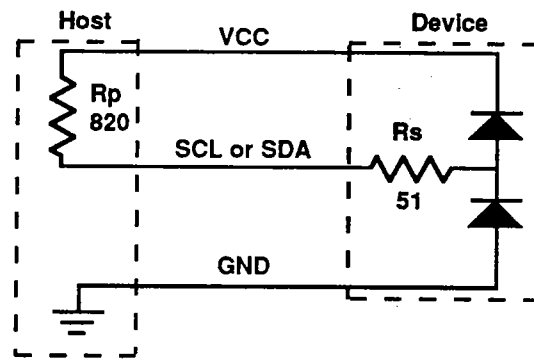 Host
Device
VCC
Rp
820
Rs
SCL or SDA
51
GND